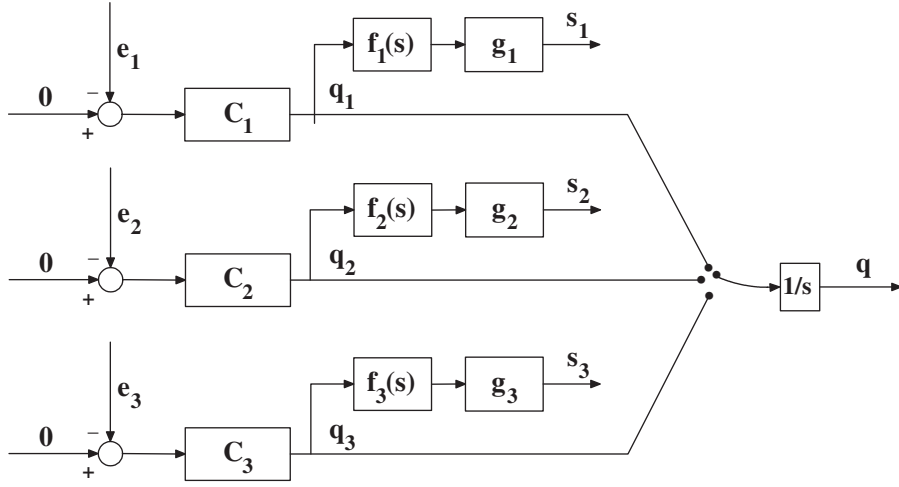 e1
0
−
+
C1
q1
f1(s)
g1
s1
e2
0
−
+
C2
q2
f2(s)
g2
s2
1/s
q
e3
0
−
+
C3
q3
f3(s)
g3
s3